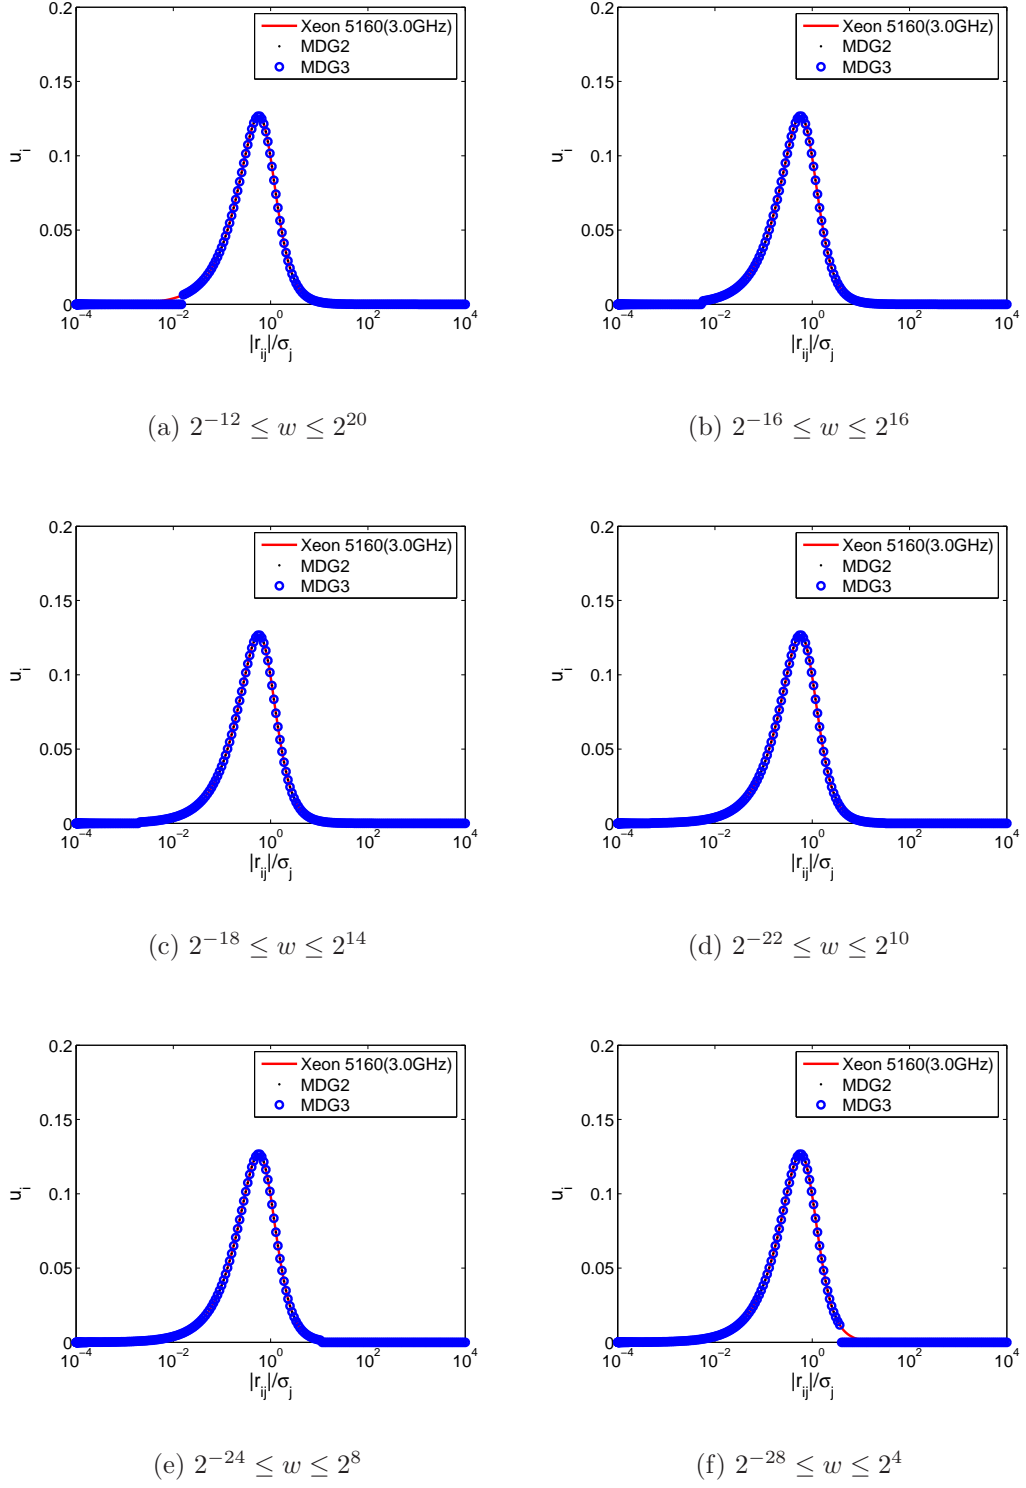 0.2
0.15
0.1
0.05
0
u_i
Xeon 5160(3.0GHz)
MDG2
MDG3
10^−4 10^−2 10^0 10^2 10^4
|r_ij|/σ_j
(a) 2^−12 ≤ w ≤ 2^20
0.2
0.15
0.1
0.05
0
u_i
Xeon 5160(3.0GHz)
MDG2
MDG3
10^−4 10^−2 10^0 10^2 10^4
|r_ij|/σ_j
(b) 2^−16 ≤ w ≤ 2^16
0.2
0.15
0.1
0.05
0
u_i
Xeon 5160(3.0GHz)
MDG2
MDG3
10^−4 10^−2 10^0 10^2 10^4
|r_ij|/σ_j
(c) 2^−18 ≤ w ≤ 2^14
0.2
0.15
0.1
0.05
0
u_i
Xeon 5160(3.0GHz)
MDG2
MDG3
10^−4 10^−2 10^0 10^2 10^4
|r_ij|/σ_j
(d) 2^−22 ≤ w ≤ 2^10
0.2
0.15
0.1
0.05
0
u_i
Xeon 5160(3.0GHz)
MDG2
MDG3
10^−4 10^−2 10^0 10^2 10^4
|r_ij|/σ_j
(e) 2^−24 ≤ w ≤ 2^8
0.2
0.15
0.1
0.05
0
u_i
Xeon 5160(3.0GHz)
MDG2
MDG3
10^−4 10^−2 10^0 10^2 10^4
|r_ij|/σ_j
(f) 2^−28 ≤ w ≤ 2^4